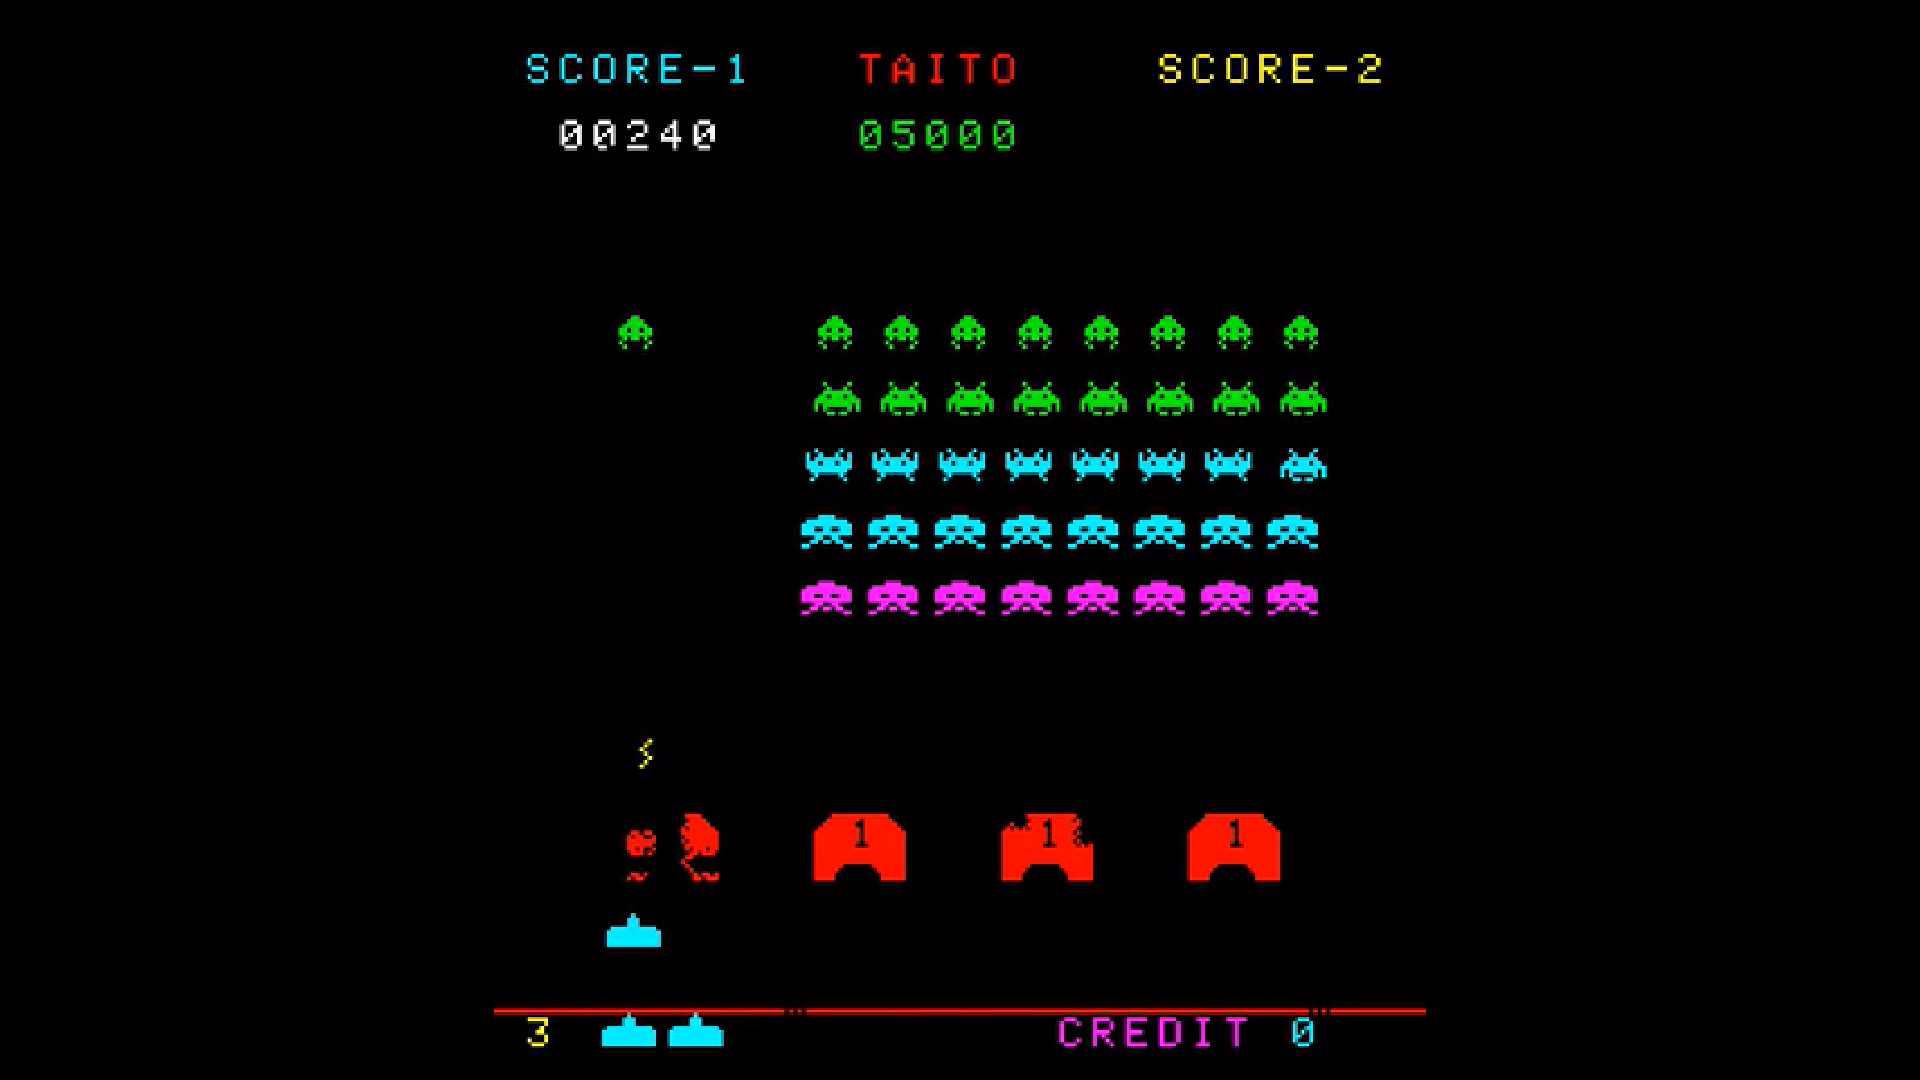 SCORE-1 TAITO SCORE-2
00240 05000
1 1 1
3 CREDIT 0